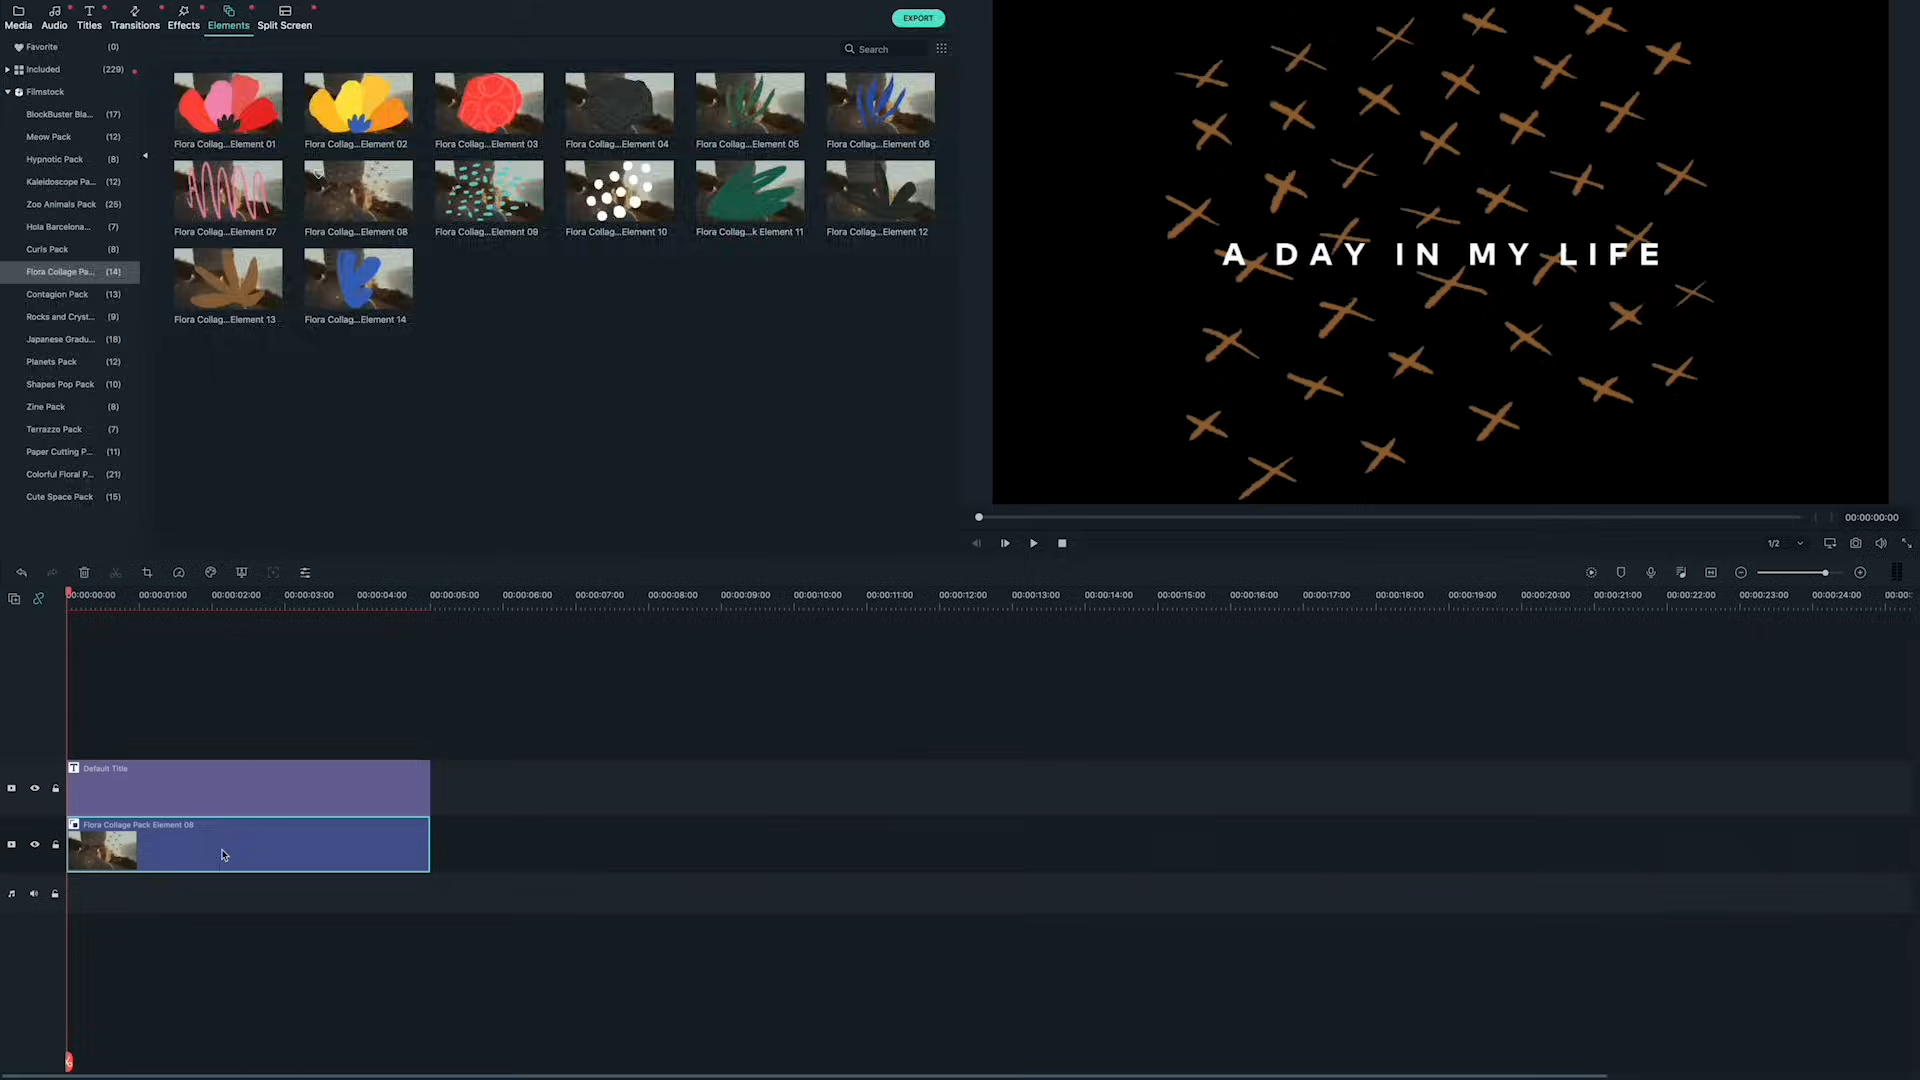 Media Audio Titles Transitions Effects Elements Split Screen
EXPORT
Favorite (0)
Search
Included (229)
Filmstock
BlockBuster Bla... (17)
Meow Pack (12)
Hypnotic Pack (8)
Kaleidoscope Pa... (12)
Zoo Animals Pack (25)
Hola Barcelona... (7)
Curls Pack (8)
Flora Collage Pa... (14)
Contagion Pack (13)
Rocks and Cryst... (9)
Japanese Gradu... (18)
Planets Pack (12)
Shapes Pop Pack (10)
Zine Pack (8)
Terrazzo Pack (7)
Paper Cutting P... (11)
Colorful Floral P... (21)
Cute Space Pack (15)
Flora Collag...Element 01
Flora Collag...Element 02
Flora Collag...Element 03
Flora Collag...Element 04
Flora Collag...Element 05
Flora Collag...Element 06
Flora Collag...Element 07
Flora Collag...Element 08
Flora Collag...Element 09
Flora Collag...Element 10
Flora Collag...k Element 11
Flora Collag...Element 12
Flora Collag...Element 13
Flora Collag...Element 14
A DAY IN MY LIFE
00:00:00:00
1/2
00:00:00:00 00:00:01:00 00:00:02:00 00:00:03:00 00:00:04:00 00:00:05:00 00:00:06:00 00:00:07:00 00:00:08:00 00:00:09:00 00:00:10:00 00:00:11:00 00:00:12:00 00:00:13:00 00:00:14:00 00:00:15:00 00:00:16:00 00:00:17:00 00:00:18:00 00:00:19:00 00:00:20:00 00:00:21:00 00:00:22:00 00:00:23:00 00:00:24:00 00:00:
Default Title
Flora Collage Pack Element 08